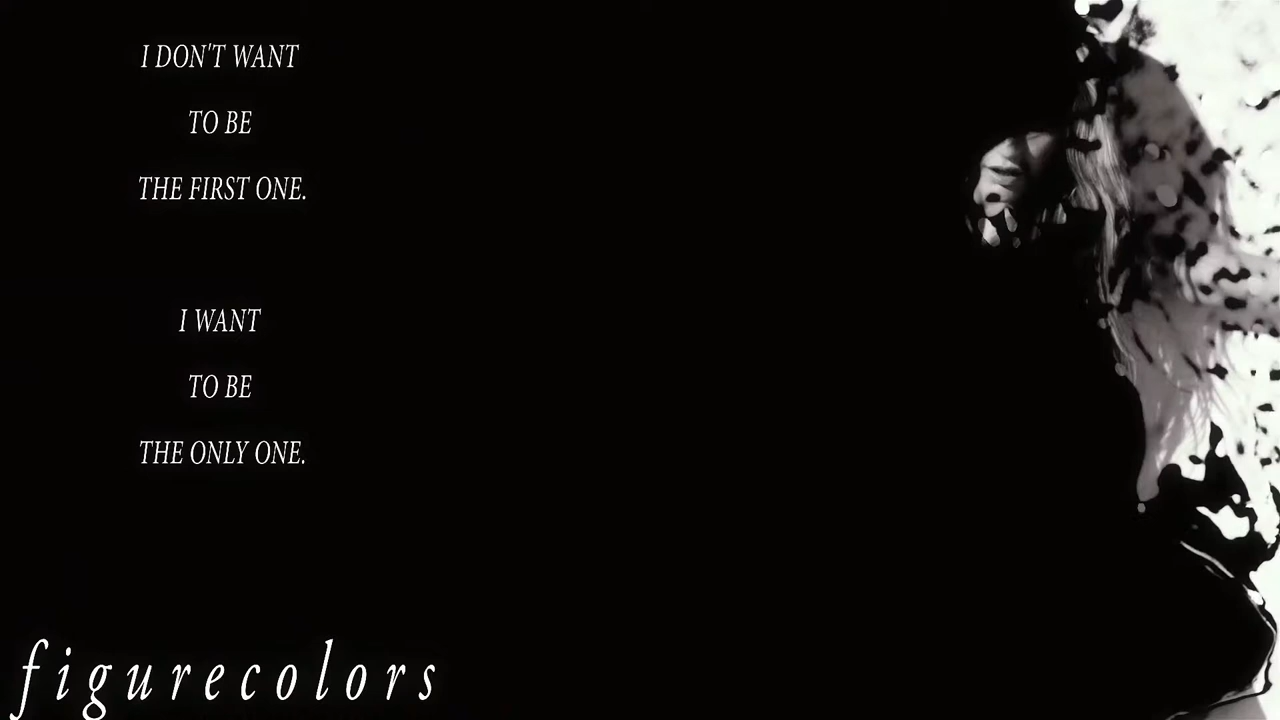 I DON'T WANT
TO BE
THE FIRST ONE.
I WANT
TO BE
THE ONLY ONE.
figurecolors